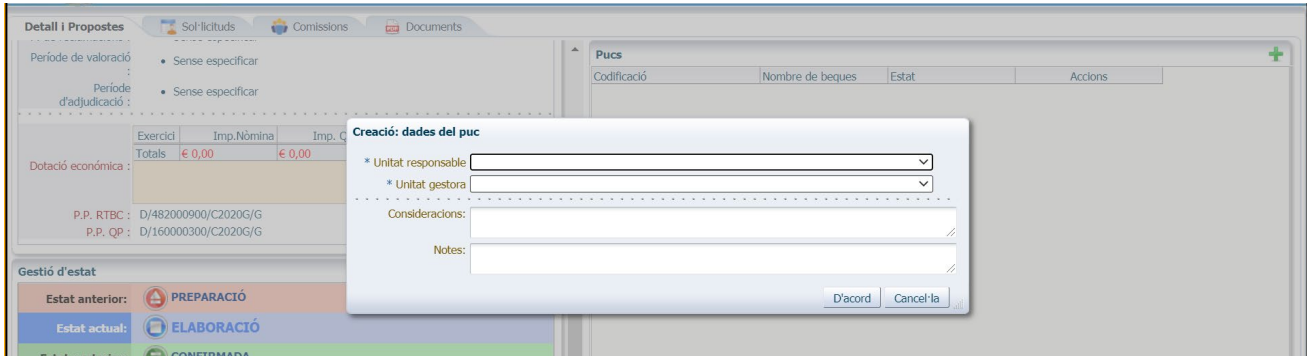 Detall i Propostes
Sol·licituds
Comissions
Documents
Període de valoració :
• Sense especificar
Període d'adjudicació :
• Sense especificar
Exercici Imp.Nòmina Imp. Q
Totals € 0,00 € 0,00
Dotació económica :
P.P. RTBC : D/482000900/C2020G/G
P.P. QP : D/160000300/C2020G/G
Gestió d'estat
Estat anterior: PREPARACIÓ
Estat actual: ELABORACIÓ
CONFIRMADA
Pucs
Codificació Nombre de beques Estat Accions
Creació: dades del puc
* Unitat responsable
* Unitat gestora
Consideracions:
Notes:
D'acord Cancel·la